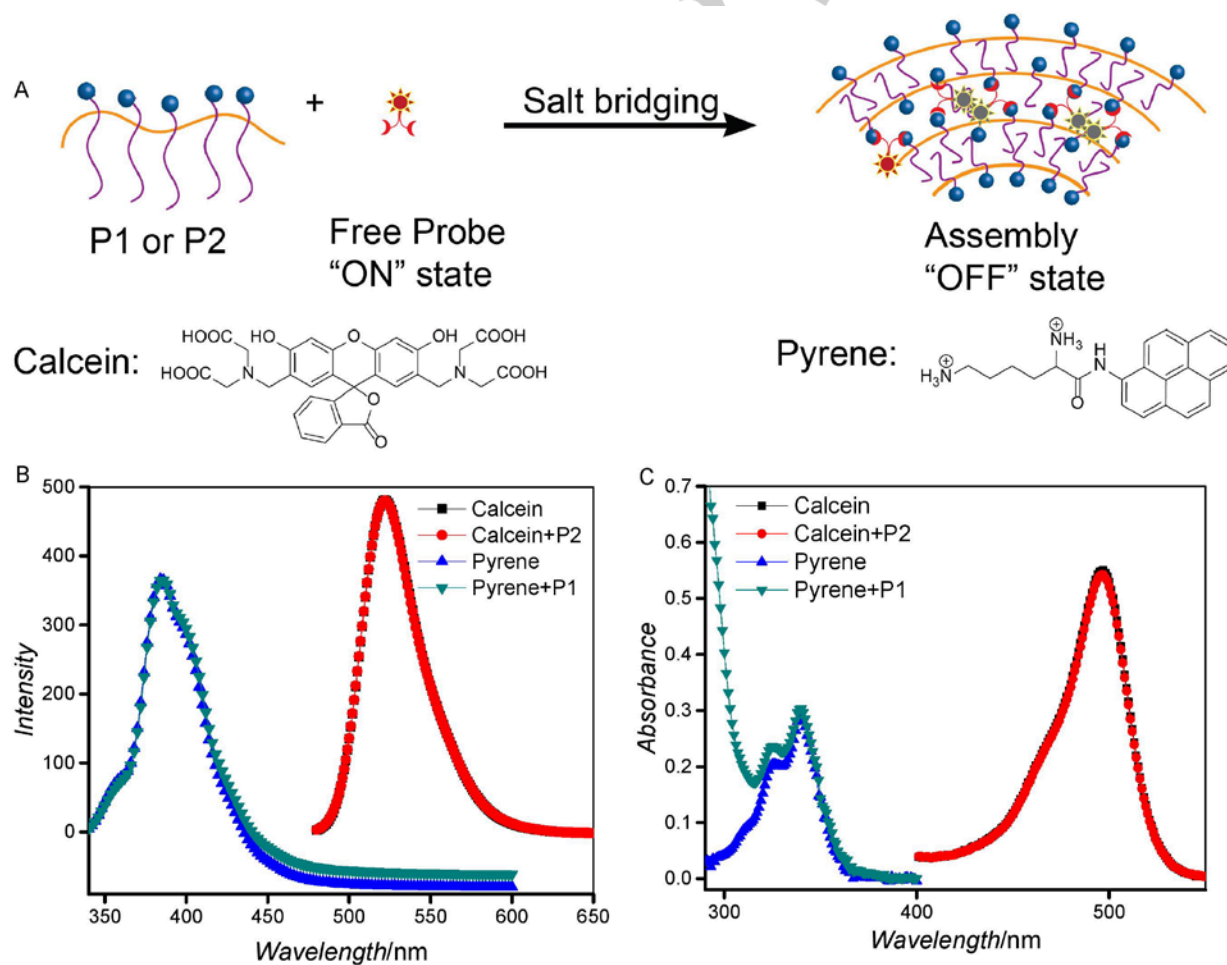 A
+
Salt bridging
P1 or P2
Free Probe
“ON” state
Assembly
“OFF” state
Calcein:
HOOC
HOOC
N
HO
O
OH
N
COOH
COOH
O
O
Pyrene:
H₃N
NH₃
H
N
O
B
500
400
300
200
100
0
Intensity
350 400 450 500 550 600 650
Wavelength/nm
Calcein
Calcein+P2
Pyrene
Pyrene+P1
C
0.7
0.6
0.5
0.4
0.3
0.2
0.1
0.0
Absorbance
300 400 500
Wavelength/nm
Calcein
Calcein+P2
Pyrene
Pyrene+P1